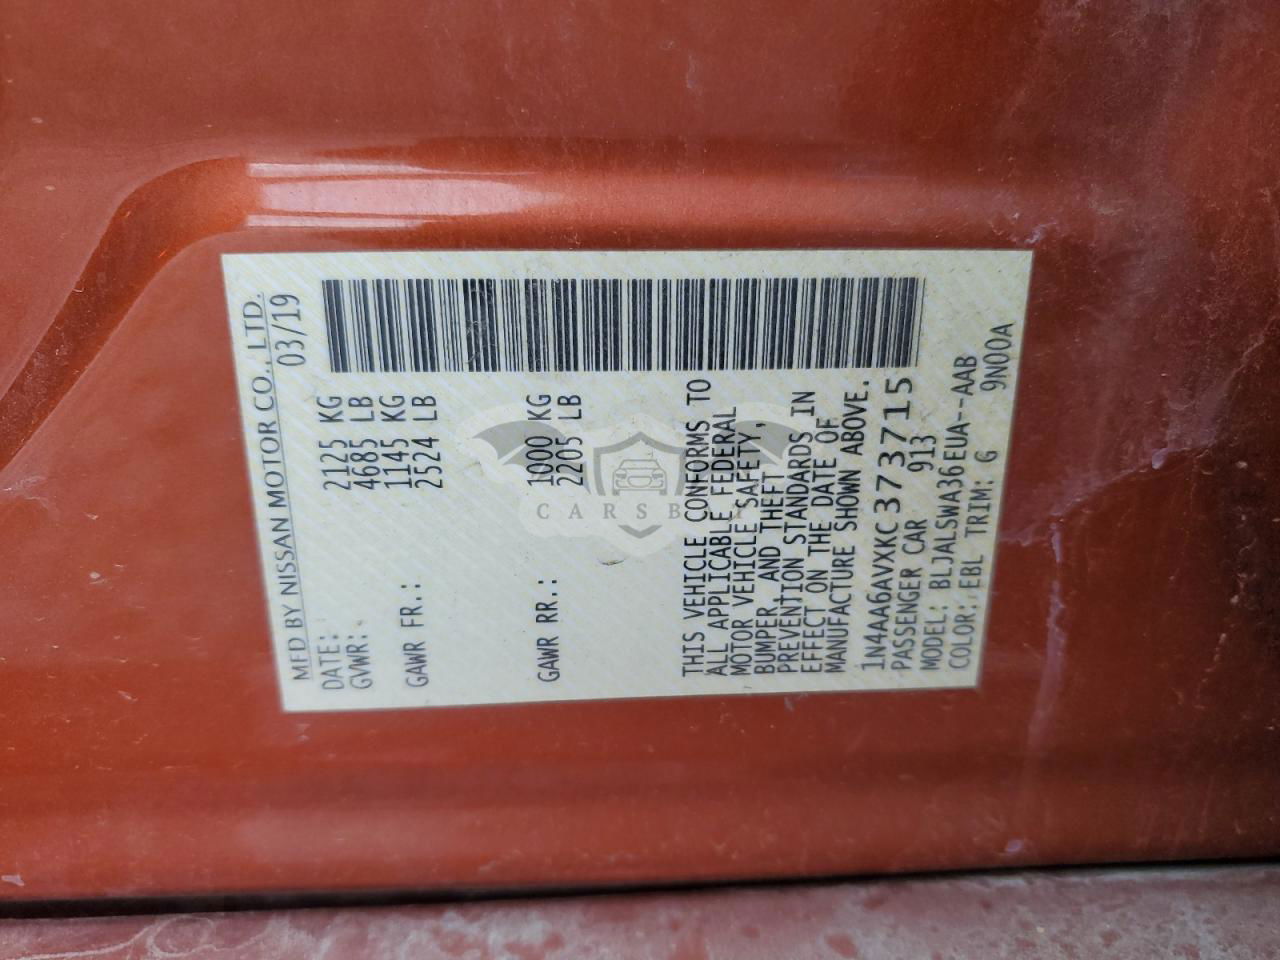 MFD BY NISSAN MOTOR CO., LTD.
DATE: 03/19
GVWR: 2125 KG
4685 LB
GAWR FR.: 1145 KG
2524 LB
GAWR RR.: 1000 KG
2205 LB
THIS VEHICLE CONFORMS TO
ALL APPLICABLE FEDERAL
MOTOR VEHICLE SAFETY,
BUMPER, AND THEFT
PREVENTION STANDARDS IN
EFFECT ON THE DATE OF
MANUFACTURE SHOWN ABOVE.
1N4AA6AVXKC373715
PASSENGER CAR 913
MODEL: BLJALSWA36EUA--AAB
COLOR: EBL TRIM: G 9N00A